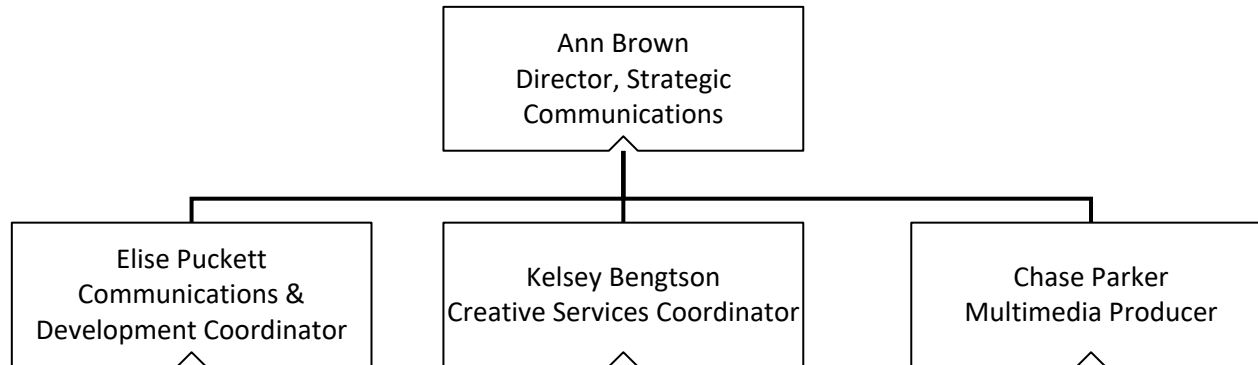 Ann Brown
Director, Strategic
Communications
Elise Puckett
Communications &
Development Coordinator
Kelsey Bengtson
Creative Services Coordinator
Chase Parker
Multimedia Producer